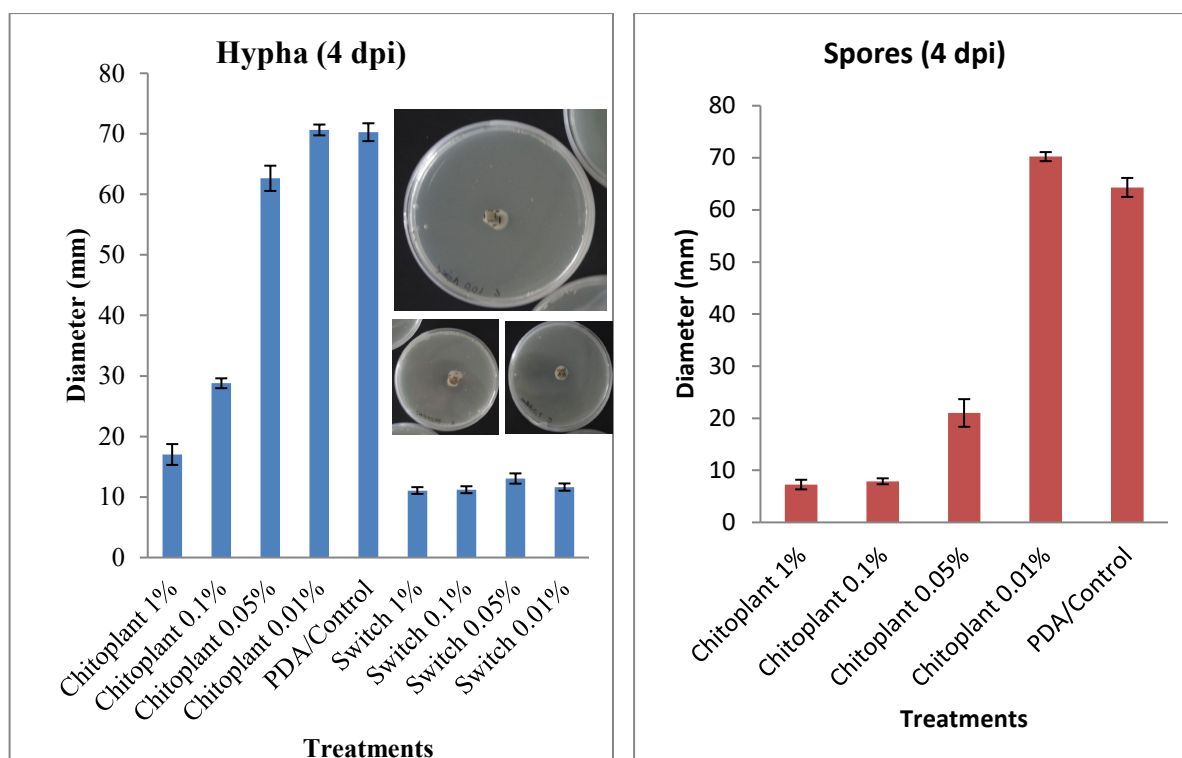 Hypha (4 dpi)
Diameter (mm)
80
70
60
50
40
30
20
10
0
Chitoplant 1%
Chitoplant 0.1%
Chitoplant 0.05%
Chitoplant 0.01%
PDA/Control
Switch 1%
Switch 0.1%
Switch 0.05%
Switch 0.01%
Treatments
Spores (4 dpi)
Diameter (mm)
80
70
60
50
40
30
20
10
0
Chitoplant 1%
Chitoplant 0.1%
Chitoplant 0.05%
Chitoplant 0.01%
PDA/Control
Treatments